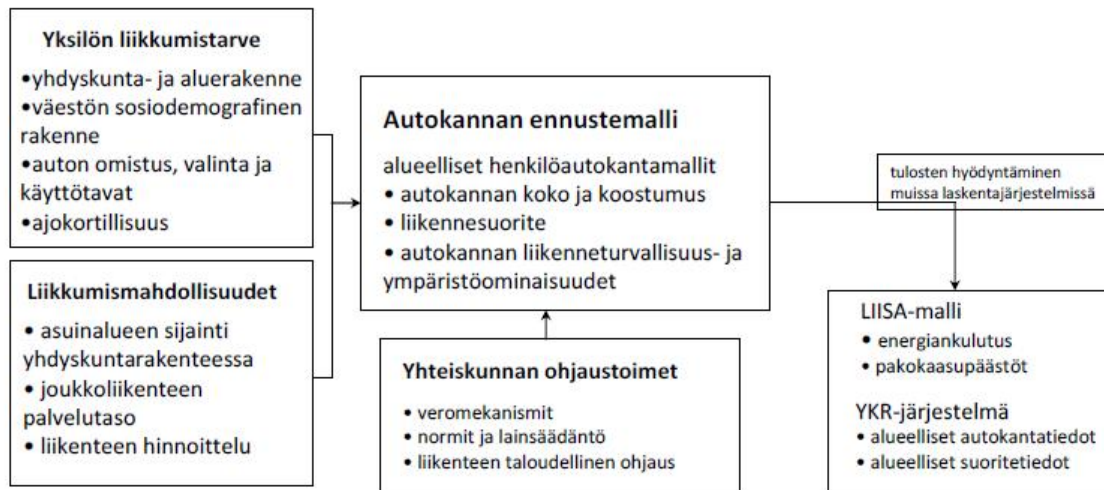 Yksilön liikkumistarve
•yhdyskunta- ja aluerakenne
•väestön sosiodemografinen
rakenne
•auton omistus, valinta ja
käyttötavat
•ajokortillisuus
Liikkumismahdollisuudet
• asuinalueen sijainti
yhdyskuntarakenteessa
• joukkoliikenteen
palvelutaso
• liikenteen hinnoittelu
Autokannan ennustemalli
alueelliset henkilöautokantamallit
• autokannan koko ja koostumus
• liikennesuorite
• autokannan liikenneturvallisuus- ja
ympäristöominaisuudet
Yhteiskunnan ohjaustoimet
• veromekanismit
• normit ja lainsäädäntö
• liikenteen taloudellinen ohjaus
tulosten hyödyntäminen
muissa laskentajärjestelmissä
LIISA-malli
• energiankulutus
• pakokaasupäästöt
YKR-järjestelmä
• alueelliset autokantatiedot
• alueelliset suoritetiedot